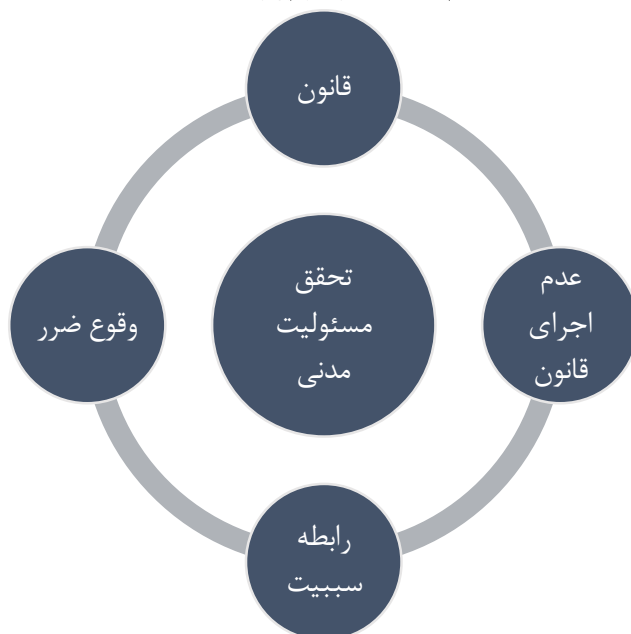 قانون
عدم
اجرای
قانون
تحقق
مسئولیت
مدنی
وقوع ضرر
رابطه
سببیت